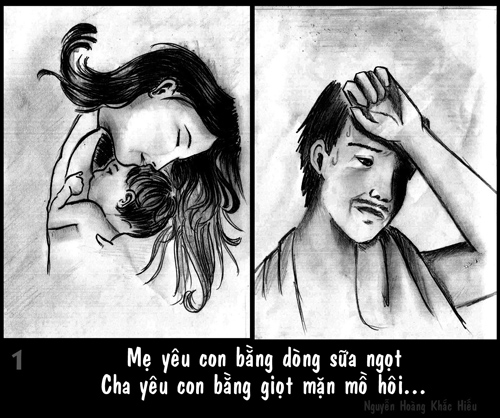 1
Mẹ yêu con bằng dòng sữa ngọt
Cha yêu con bằng giọt mặn mồ hôi...
Nguyễn Hoàng Khắc Hiếu